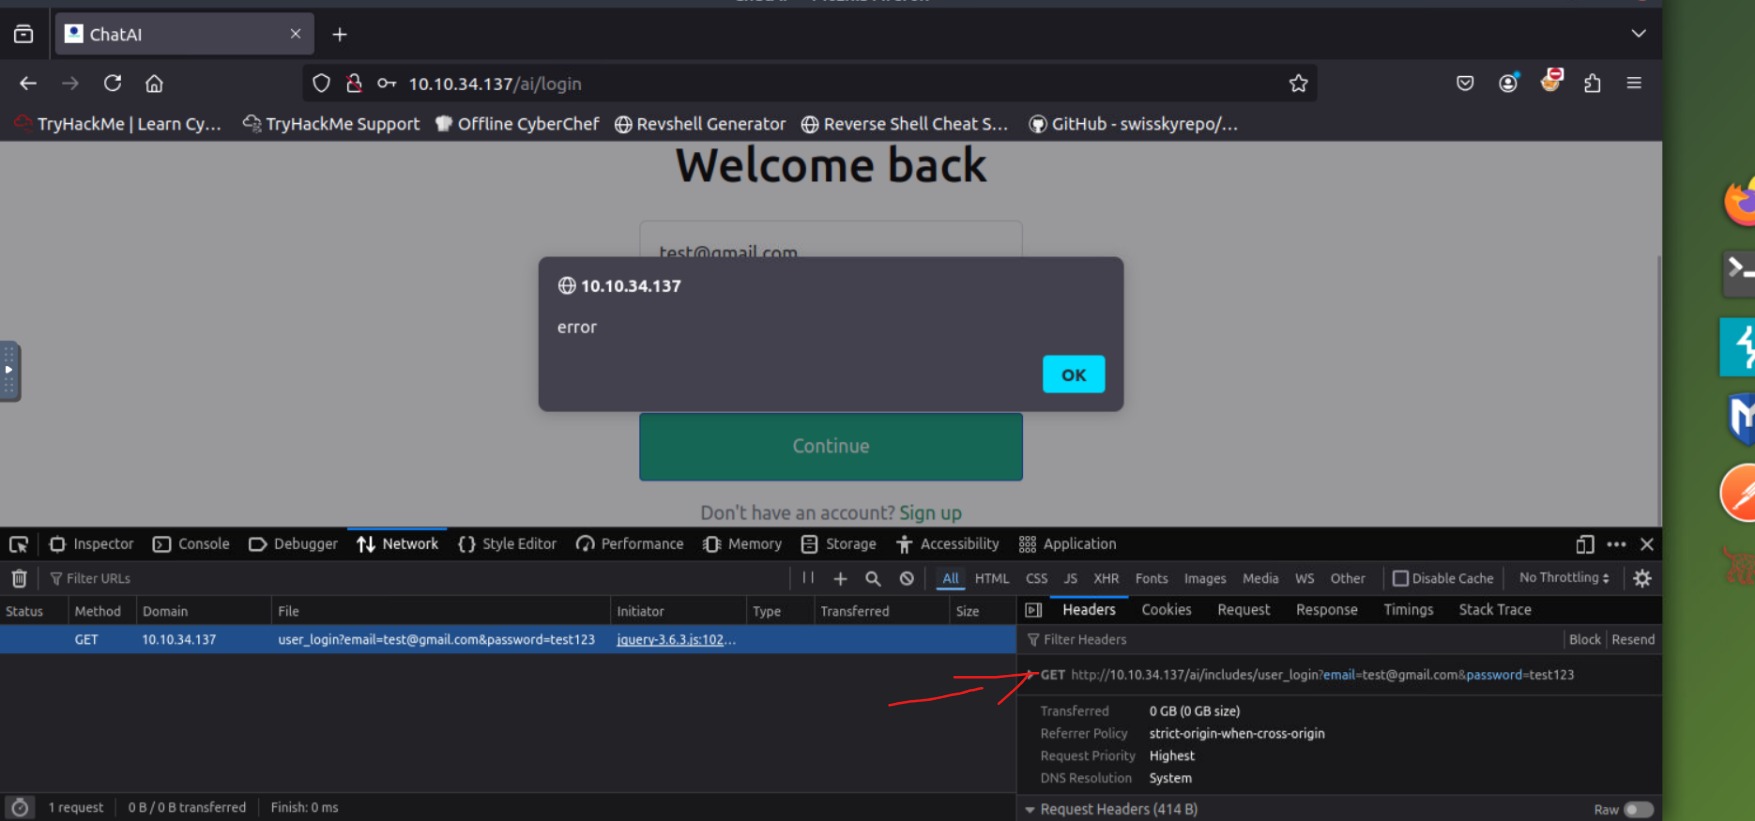 ChatAI
10.10.34.137/ai/login
TryHackMe | Learn Cy... TryHackMe Support Offline CyberChef Revshell Generator Reverse Shell Cheat S... GitHub - swisskyrepo/...
Welcome back
test@gmail.com
10.10.34.137
error
OK
Continue
Don't have an account? Sign up
Inspector Console Debugger Network Style Editor Performance Memory Storage Accessibility Application
Filter URLs All HTML CSS JS XHR Fonts Images Media WS Other Disable Cache No Throttling
Status Method Domain File Initiator Type Transferred Size Headers Cookies Request Response Timings Stack Trace
GET 10.10.34.137 user_login?email=test@gmail.com&password=test123 jquery-3.6.3.js:102... Filter Headers Block Resend
GET http://10.10.34.137/ai/includes/user_login?email=test@gmail.com&password=test123
Transferred 0 GB (0 GB size)
Referrer Policy strict-origin-when-cross-origin
Request Priority Highest
DNS Resolution System
1 request 0 B / 0 B transferred Finish: 0 ms Request Headers (414 B) Raw